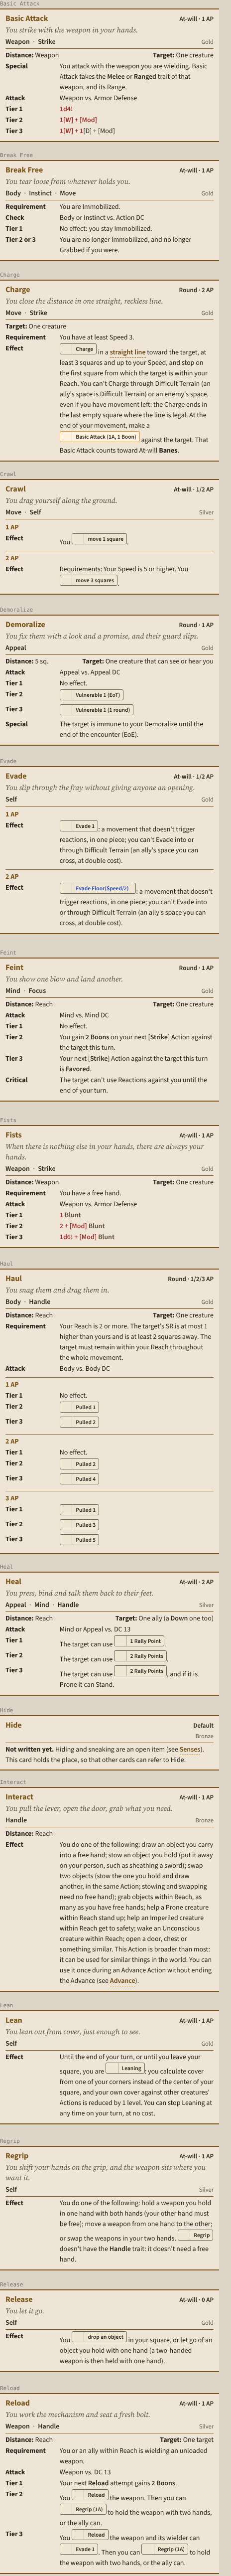 Basic Attack
Basic Attack At-will · 1 AP
You strike with the weapon in your hands.
Weapon · Strike Gold
Distance: Weapon Target: One creature
Special You attack with the weapon you are wielding. Basic
Attack takes the Melee or Ranged trait of that
weapon, and its Range.
Attack Weapon vs. Armor Defense
Tier 1 1d4!
Tier 2 1[W] + [Mod]
Tier 3 1[W] + 1[D] + [Mod]
Break Free
Break Free At-will · 1 AP
You tear loose from whatever holds you.
Body · Instinct · Move Gold
Requirement You are Immobilized.
Check Body or Instinct vs. Action DC
Tier 1 No effect: you stay Immobilized.
Tier 2 or 3 You are no longer Immobilized, and no longer
Grabbed if you were.
Charge
Charge Round · 2 AP
You close the distance in one straight, reckless line.
Move · Strike Gold
Target: One creature
Requirement You have at least Speed 3.
Effect Charge in a straight line toward the target, at
least 3 squares and up to your Speed, and end on
the first square from which the target is within your
Reach. You can't Charge through Difficult Terrain (an
ally's space is Difficult Terrain) or an enemy's space,
even if you have movement left: the Charge ends in
the last empty square where the line is legal. At the
end of your movement, make a
Basic Attack (1A, 1 Boon) against the target. That
Basic Attack counts toward At-will Banes.
Crawl
Crawl At-will · 1/2 AP
You drag yourself along the ground.
Move · Self Silver
1 AP
Effect You move 1 square.
2 AP
Effect Requirements: Your Speed is 5 or higher. You
move 3 squares.
Demoralize
Demoralize Round · 1 AP
You fix them with a look and a promise, and their guard slips.
Appeal Gold
Distance: 5 sq. Target: One creature that can see or hear you
Attack Appeal vs. Appeal DC
Tier 1 No effect.
Tier 2 Vulnerable 1 (EoT)
Tier 3 Vulnerable 1 (1 round)
Special The target is immune to your Demoralize until the
end of the encounter (EoE).
Evade
Evade At-will · 1/2 AP
You slip through the fray without giving anyone an opening.
Self Gold
1 AP
Effect Evade 1: a movement that doesn't trigger
reactions, in one piece; you can't Evade into or
through Difficult Terrain (an ally's space you can
cross, at double cost).
2 AP
Effect Evade Floor(Speed/2): a movement that doesn't
trigger reactions, in one piece; you can't Evade into
or through Difficult Terrain (an ally's space you can
cross, at double cost).
Feint
Feint Round · 1 AP
You show one blow and land another.
Mind · Focus Gold
Distance: Reach Target: One creature
Attack Mind vs. Mind DC
Tier 1 No effect.
Tier 2 You gain 2 Boons on your next [Strike] Action against
the target this turn.
Tier 3 Your next [Strike] Action against the target this turn
is Favored.
Critical The target can't use Reactions against you until the
end of your turn.
Fists
Fists At-will · 1 AP
When there is nothing else in your hands, there are always your
hands.
Weapon · Strike Gold
Distance: Weapon Target: One creature
Requirement You have a free hand.
Attack Weapon vs. Armor Defense
Tier 1 1 Blunt
Tier 2 2 + [Mod] Blunt
Tier 3 1d6! + [Mod] Blunt
Haul
Haul Round · 1/2/3 AP
You snag them and drag them in.
Body · Handle Gold
Distance: Reach Target: One creature
Requirement Your Reach is 2 or more. The target's SR is at most 1
higher than yours and is at least 2 squares away. The
target must remain within your Reach throughout
the whole movement.
Attack Body vs. Body DC
1 AP
Tier 1 No effect.
Tier 2 Pulled 1
Tier 3 Pulled 2
2 AP
Tier 1 No effect.
Tier 2 Pulled 2
Tier 3 Pulled 4
3 AP
Tier 1 Pulled 1
Tier 2 Pulled 3
Tier 3 Pulled 5
Heal
Heal At-will · 2 AP
You press, bind and talk them back to their feet.
Appeal · Mind · Handle Silver
Distance: Reach Target: One ally (a Down one too)
Attack Mind or Appeal vs. DC 13
Tier 1 The target can use 1 Rally Point.
Tier 2 The target can use 2 Rally Points.
Tier 3 The target can use 2 Rally Points, and if it is
Prone it can Stand.
Hide
Hide Default
Bronze
Not written yet. Hiding and sneaking are an open item (see Senses).
This card holds the place, so that other cards can refer to Hide.
Interact
Interact At-will · 1 AP
You pull the lever, open the door, grab what you need.
Handle Bronze
Distance: Reach
Effect You do one of the following: draw an object you carry
into a free hand; stow an object you hold (put it away
on your person, such as sheathing a sword); swap
two objects (stow the one you hold and draw
another, in the same Action; stowing and swapping
need no free hand); grab objects within Reach, as
many as you have free hands; help a Prone creature
within Reach stand up; help an Imperiled creature
within Reach get to safety; wake an Unconscious
creature within Reach; open a door, chest or
something similar. This Action is broader than most:
it can be used for similar things in the world. You can
use it once during an Advance Action without ending
the Advance (see Advance).
Lean
Lean At-will · 1 AP
You lean out from cover, just enough to see.
Self Gold
Effect Until the end of your turn, or until you leave your
square, you are Leaning: you calculate cover
from one of your corners instead of the center of your
square, and your own cover against other creatures'
Actions is reduced by 1 level. You can stop Leaning at
any time on your turn, at no cost.
Regrip
Regrip At-will · 1 AP
You shift your hands on the grip, and the weapon sits where you
want it.
Self Silver
Effect You do one of the following: hold a weapon you hold
in one hand with both hands (your other hand must
be free); move a weapon from one hand to the other;
or swap the weapons in your two hands. Regrip
doesn't have the Handle trait: it doesn't need a free
hand.
Release
Release At-will · 0 AP
You let it go.
Self Gold
Effect You drop an object in your square, or let go of an
object you hold with one hand (a two-handed
weapon is then held with one hand).
Reload
Reload At-will · 1 AP
You work the mechanism and seat a fresh bolt.
Weapon · Handle Silver
Distance: Reach Target: One target
Requirement You or an ally within Reach is wielding an unloaded
weapon.
Attack Weapon vs. DC 13
Tier 1 Your next Reload attempt gains 2 Boons.
Tier 2 You Reload the weapon. Then you can
Regrip (1A) to hold the weapon with two hands,
or the ally can.
Tier 3 You Reload the weapon and its wielder can
Evade 1. Then you can Regrip (1A) to hold
the weapon with two hands, or the ally can.